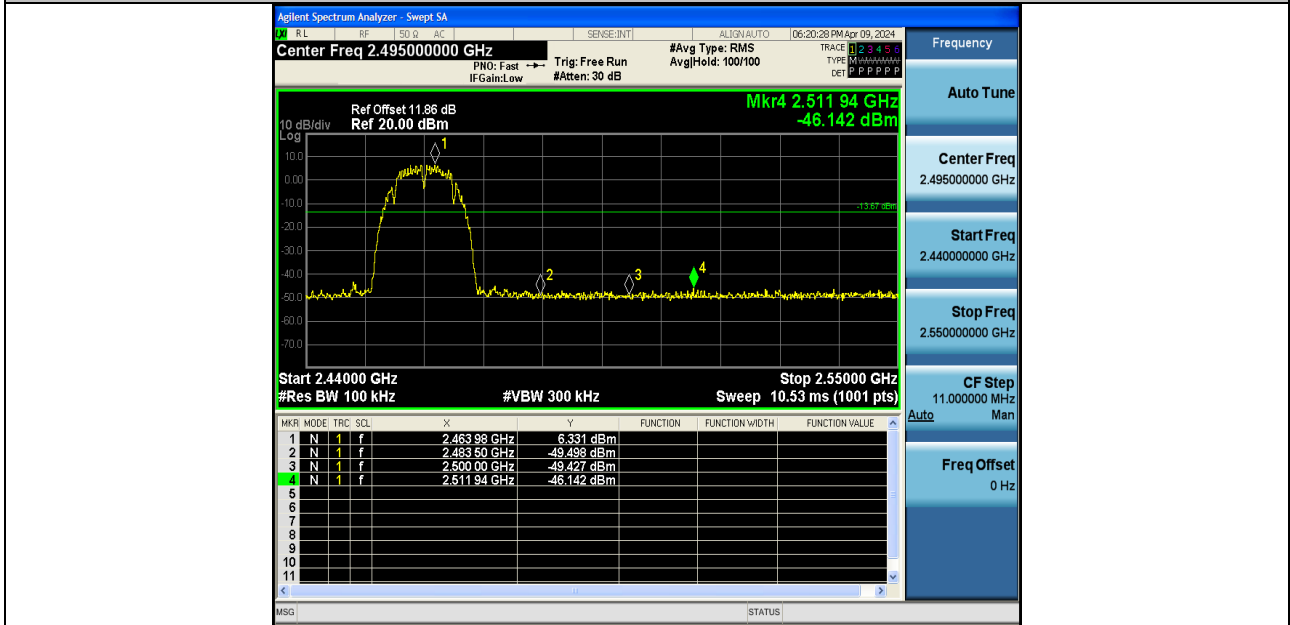 Agilent Spectrum Analyzer - Swept SA
LXI RL RF 50 Ω AC SENSE:INT ALIGN AUTO 06:20:28 PM Apr 09, 2024
Center Freq 2.495000000 GHz #Avg Type: RMS TRACE 1 2 3 4 5 6
PNO: Fast Trig: Free Run Avg|Hold: 100/100 TYPE M
IFGain:Low #Atten: 30 dB DET P P P P P P
Mkr4 2.511 94 GHz
Ref Offset 11.86 dB
10 dB/div Ref 20.00 dBm -46.142 dBm
Log
10.0
0.00
-10.0
-20.0
-30.0
-40.0
-50.0
-60.0
-70.0
1
-13.67 dBm
2
3
4
Start 2.44000 GHz Stop 2.55000 GHz
#Res BW 100 kHz #VBW 300 kHz Sweep 10.53 ms (1001 pts)
MKR MODE TRC SCL X Y FUNCTION FUNCTION WIDTH FUNCTION VALUE
1 N 1 f 2.463 98 GHz 6.331 dBm
2 N 1 f 2.483 50 GHz -49.498 dBm
3 N 1 f 2.500 00 GHz -49.427 dBm
4 N 1 f 2.511 94 GHz -46.142 dBm
5
6
7
8
9
10
11
MSG STATUS
Frequency
Auto Tune
Center Freq
2.495000000 GHz
Start Freq
2.440000000 GHz
Stop Freq
2.550000000 GHz
CF Step
11.000000 MHz
Auto Man
Freq Offset
0 Hz